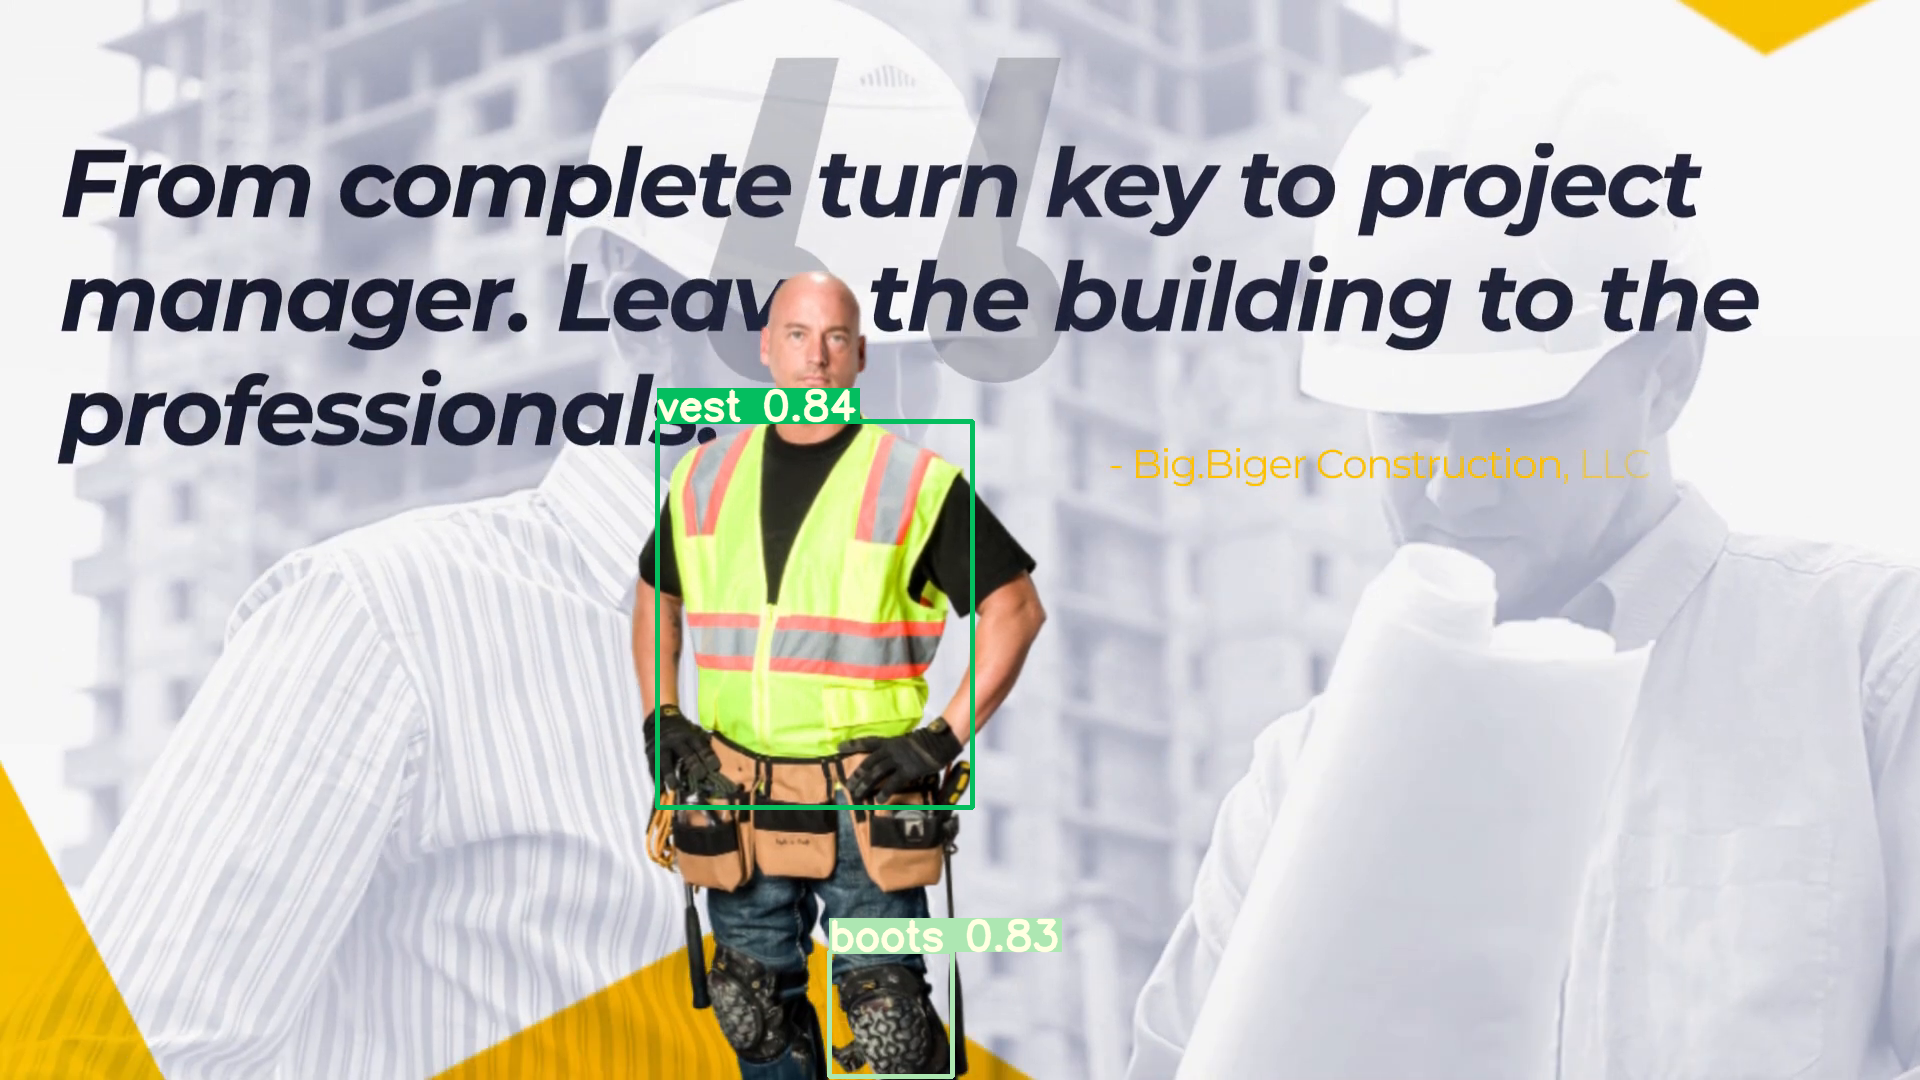 From complete turn key to project
manager. Leav the building to the
professionals.
vest 0.84
- Big.Biger Construction, LLC
boots 0.83